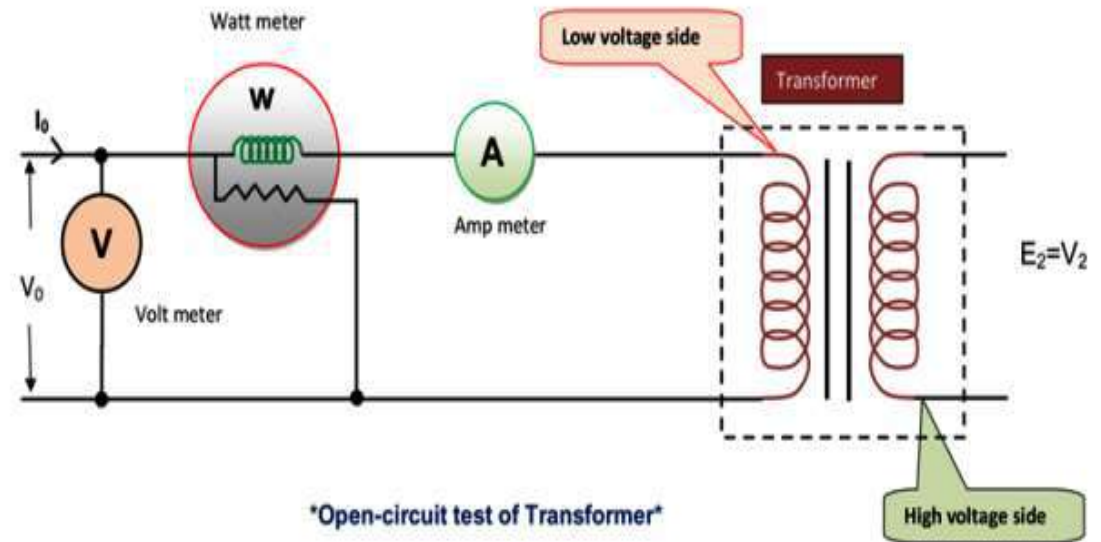 Watt meter
Low voltage side
Transformer
W
I₀
A
V
Amp meter
E₂=V₂
V₀
Volt meter
*Open-circuit test of Transformer*
High voltage side